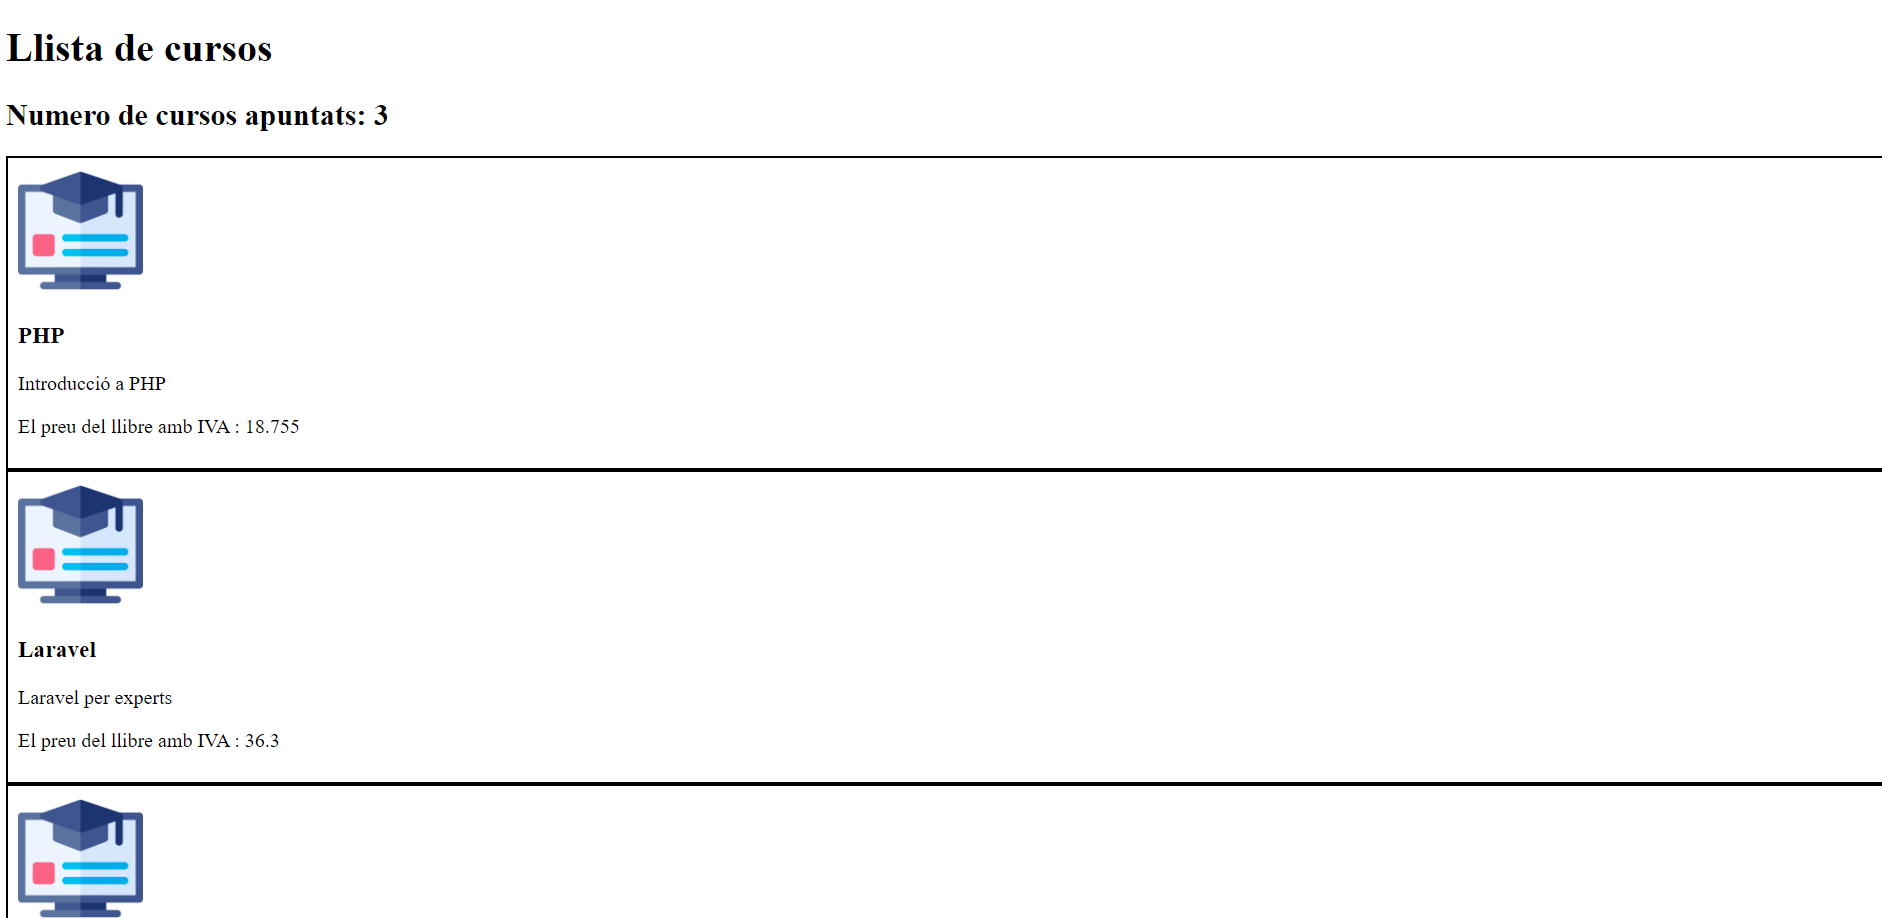 Llista de cursos
Numero de cursos apuntats: 3
PHP
Introducció a PHP
El preu del llibre amb IVA : 18.755
Laravel
Laravel per experts
El preu del llibre amb IVA : 36.3